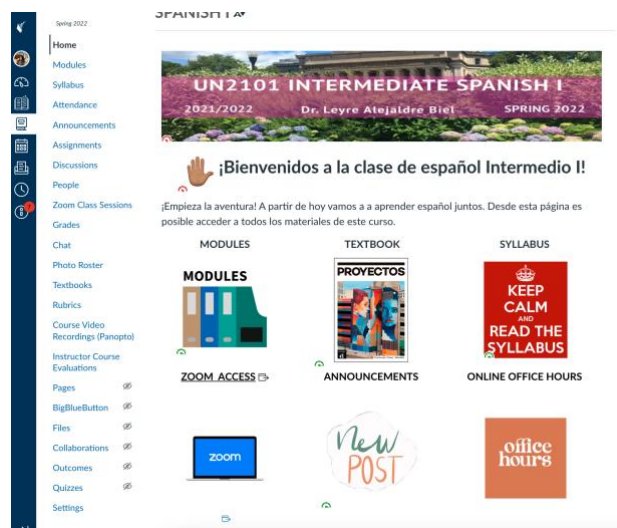 Spring 2022
Home
Modules
Syllabus
Attendance
Announcements
Assignments
Discussions
People
Zoom Class Sessions
Grades
Chat
Photo Roster
Textbooks
Rubrics
Course Video
Recordings (Panopto)
Instructor Course
Evaluations
Pages
BigBlueButton
Files
Collaborations
Outcomes
Quizzes
Settings
SPANISH I
UN2101 INTERMEDIATE SPANISH I
2021/2022 Dr. Leyre Alejaldre Biel SPRING 2022
¡Bienvenidos a la clase de español Intermedio I!
¡Empieza la aventura! A partir de hoy vamos a a aprender español juntos. Desde esta página es
posible acceder a todos los materiales de este curso.
MODULES TEXTBOOK SYLLABUS
MODULES
PROYECTOS
KEEP
CALM
AND
READ THE
SYLLABUS
ZOOM ACCESS ANNOUNCEMENTS ONLINE OFFICE HOURS
zoom
New
POST
office
hours